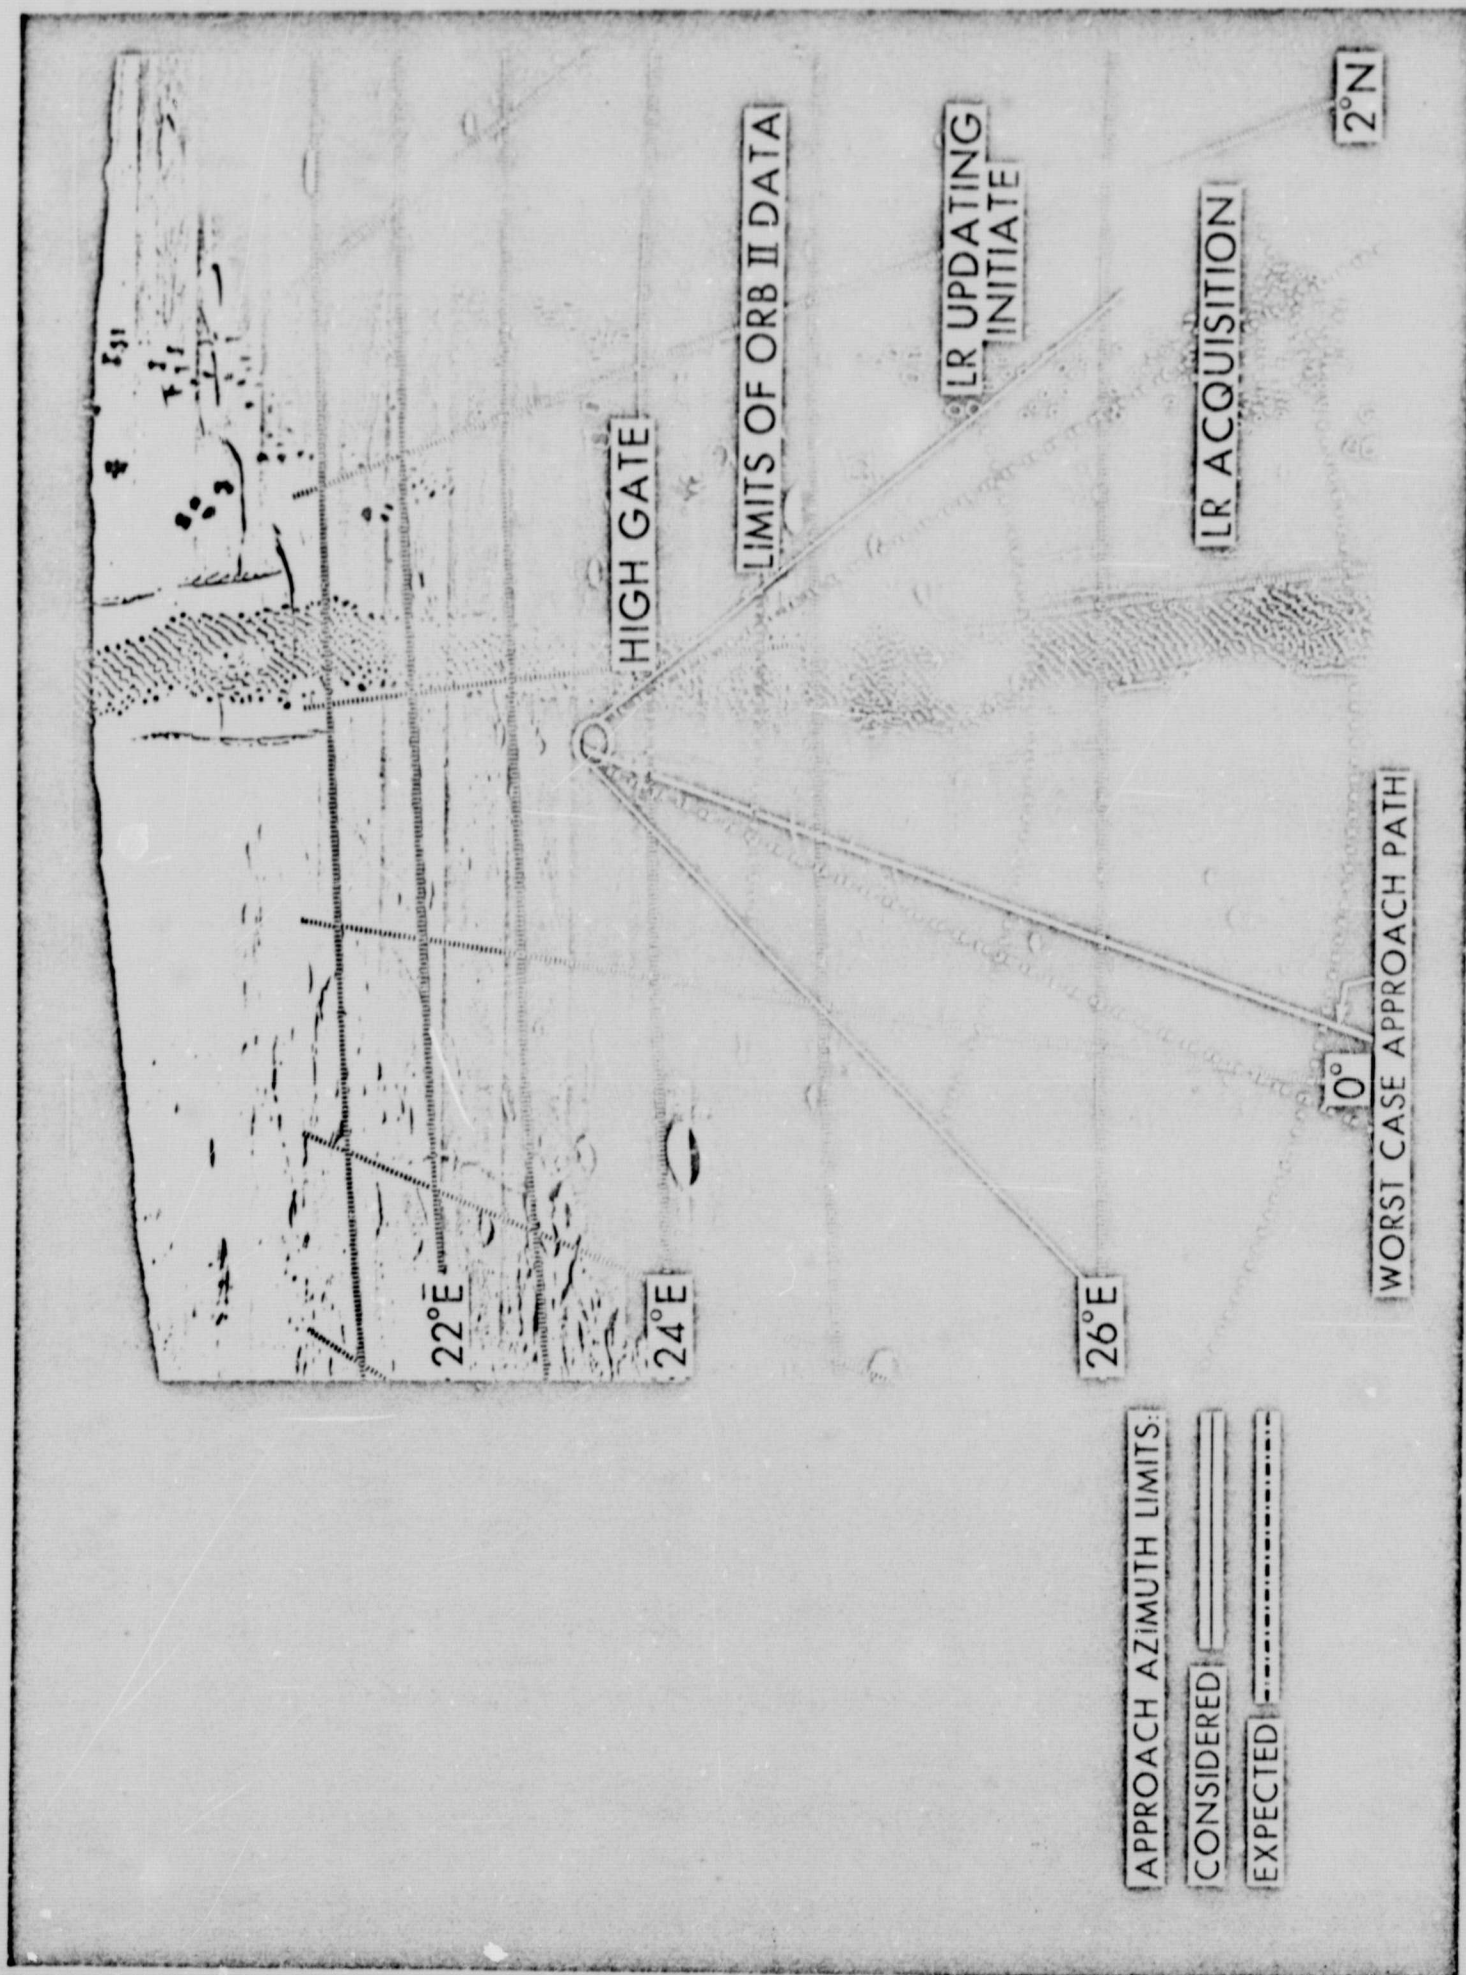 22°E
HIGH GATE
24°E
LIMITS OF ORB II DATA
LR UPDATING
INITIATE
26°E
LR ACQUISITION
2°N
0°
WORST CASE APPROACH PATH
APPROACH AZIMUTH LIMITS:
CONSIDERED
EXPECTED